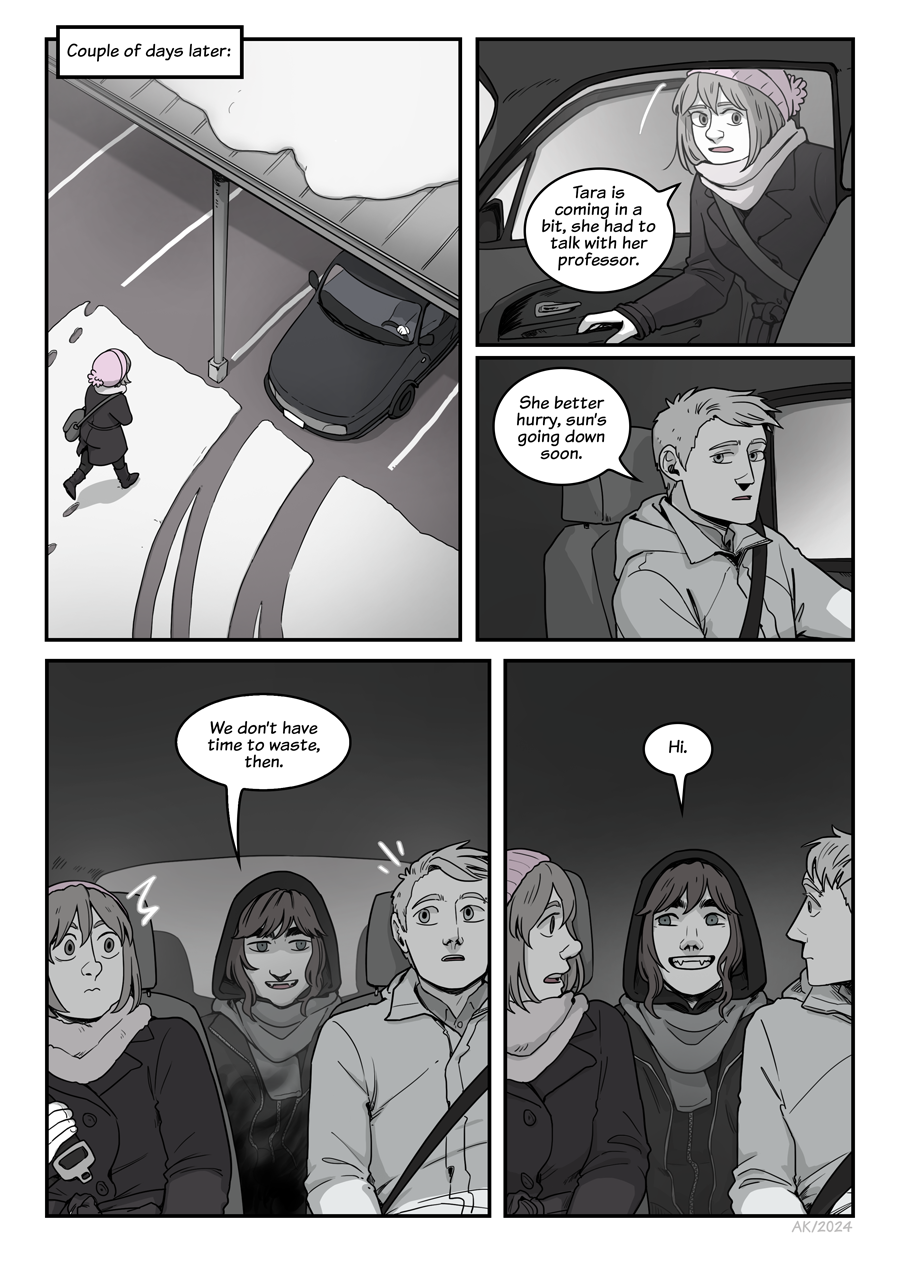 Couple of days later:
Tara is
coming in a
bit, she had to
talk with her
professor.
She better
hurry, sun's
going down
soon.
We don't have
time to waste,
then.
Hi.
AK/2024